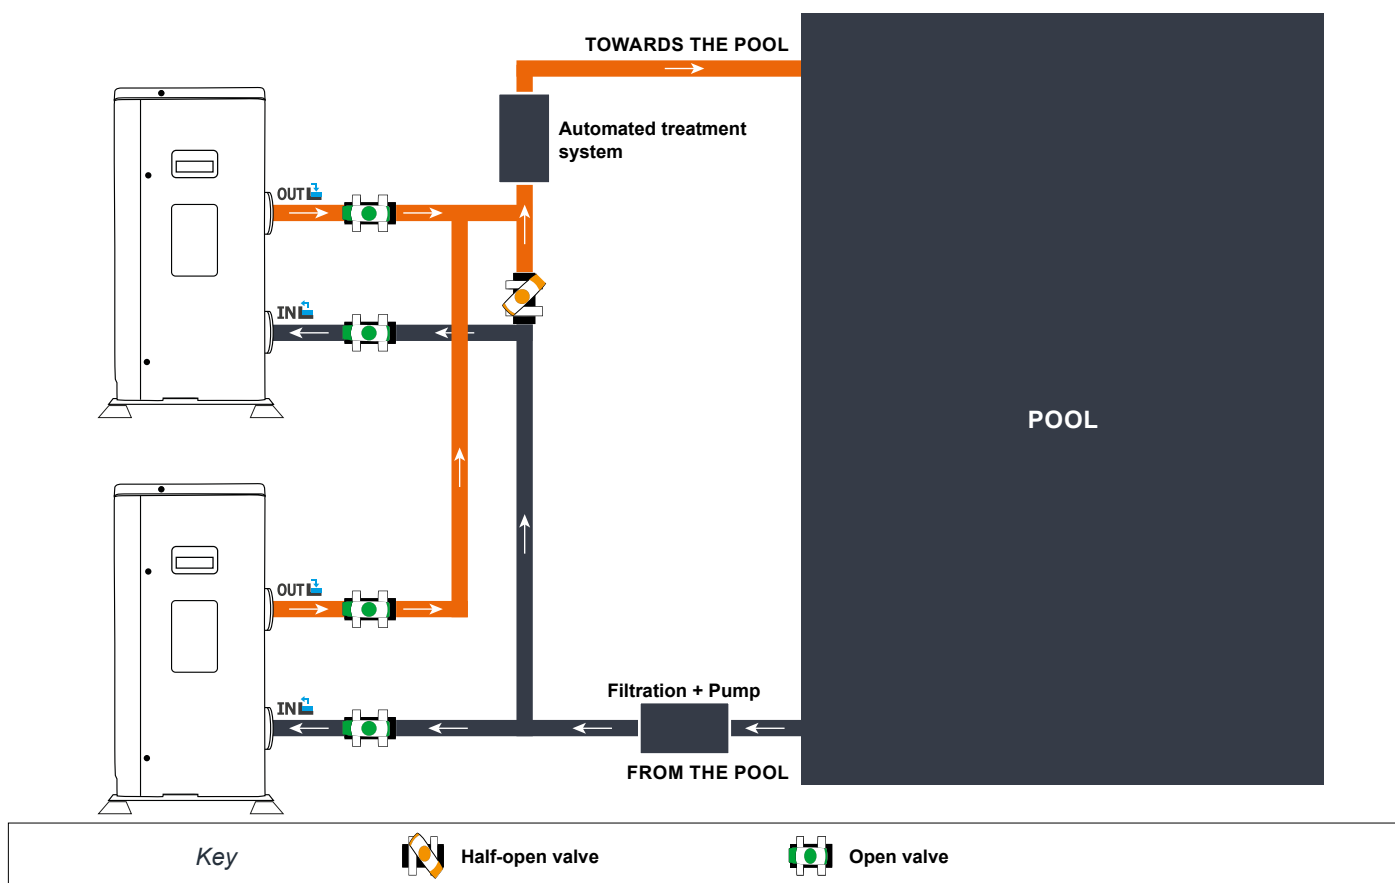 TOWARDS THE POOL
Automated treatment
system
OUT
IN
POOL
OUT
IN
Filtration + Pump
FROM THE POOL
Key
Half-open valve
Open valve